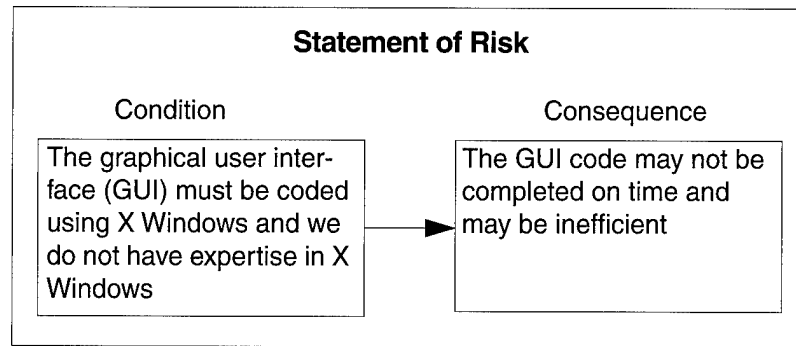 Statement of Risk
Condition
The graphical user inter-
face (GUI) must be coded
using X Windows and we
do not have expertise in X
Windows
Consequence
The GUI code may not be
completed on time and
may be inefficient